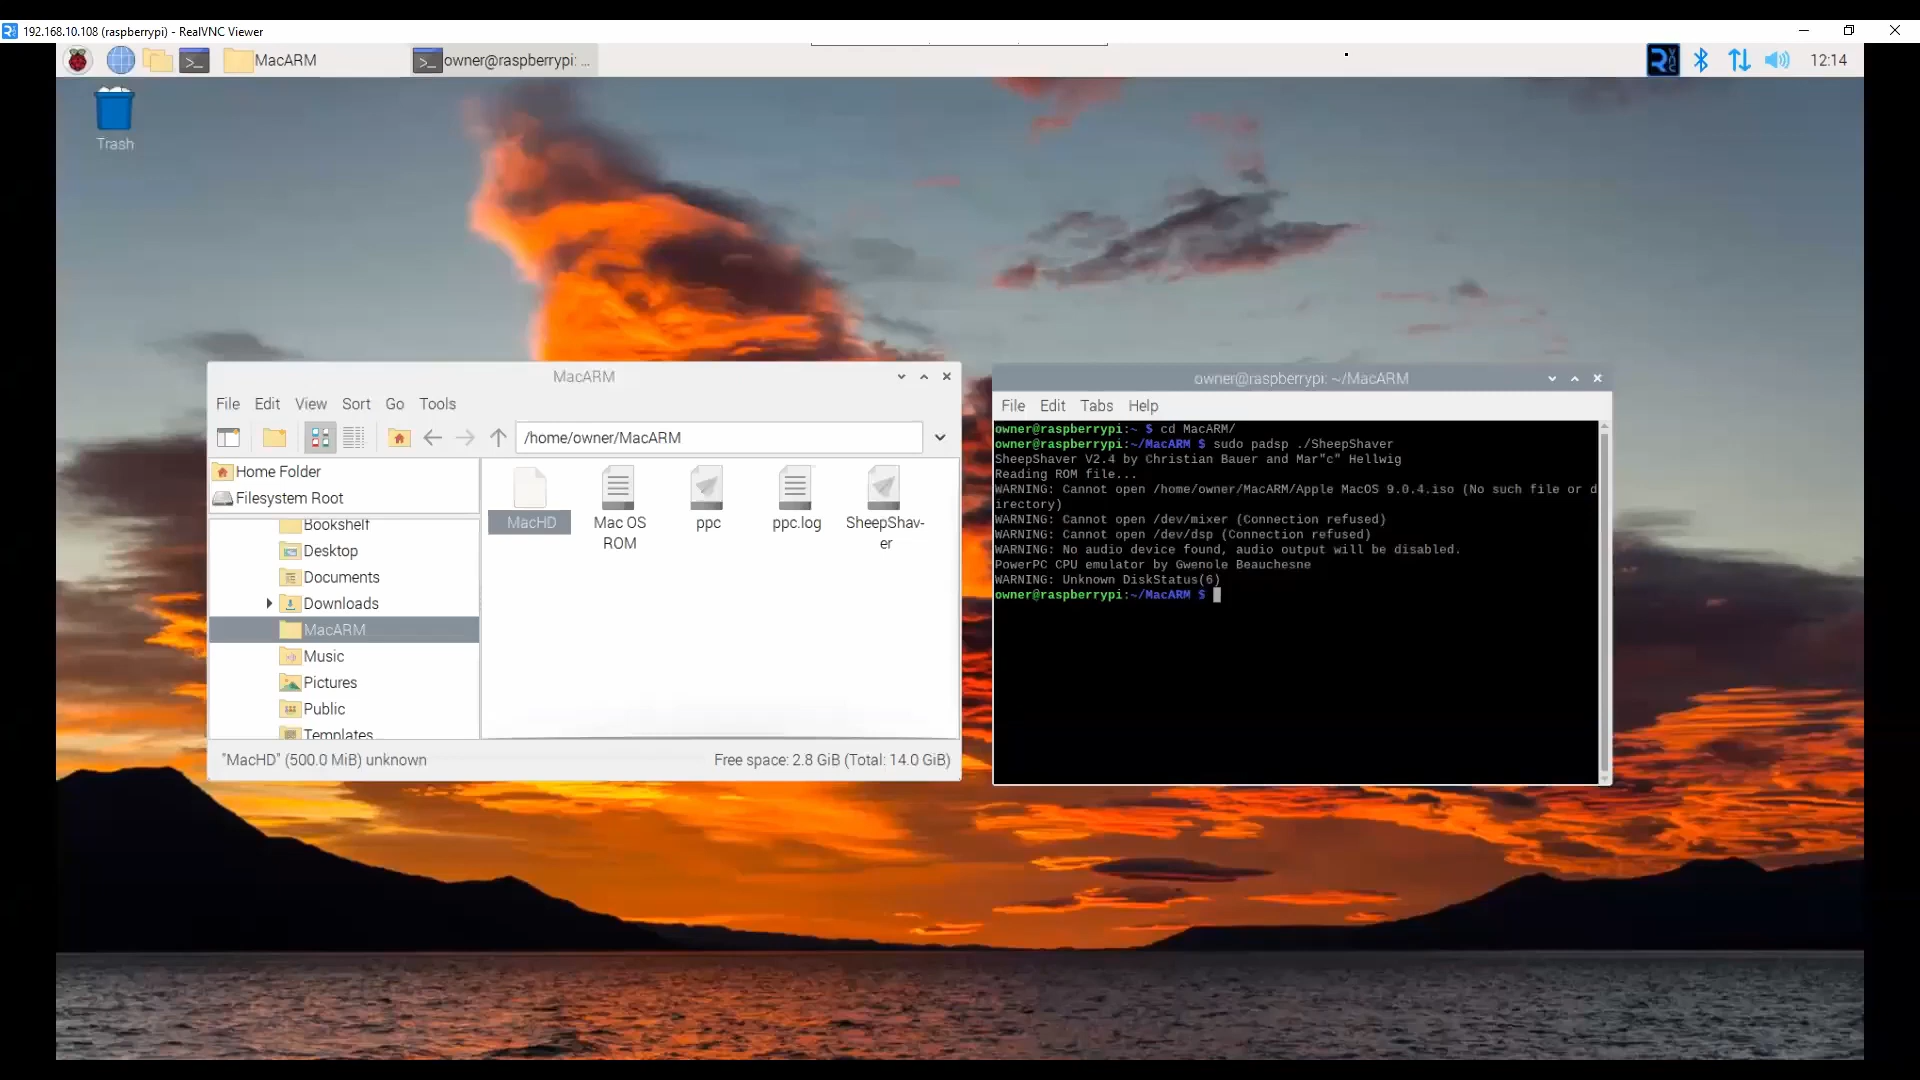 192.168.10.108 (raspberrypi) - RealVNC Viewer
MacARM
owner@raspberrypi: ...
12:14
Trash
MacARM
File Edit View Sort Go Tools
/home/owner/MacARM
Home Folder
Filesystem Root
Bookshelf
Desktop
Documents
Downloads
MacARM
Music
Pictures
Public
Templates
MacHD
Mac OS
ROM
ppc
ppc.log
SheepShav-
er
"MacHD" (500.0 MiB) unknown
Free space: 2.8 GiB (Total: 14.0 GiB)
owner@raspberrypi: ~/MacARM
File Edit Tabs Help
owner@raspberrypi:~ $ cd MacARM/
owner@raspberrypi:~/MacARM $ sudo padsp ./SheepShaver
SheepShaver V2.4 by Christian Bauer and Mar"c" Hellwig
Reading ROM file...
WARNING: Cannot open /home/owner/MacARM/Apple MacOS 9.0.4.iso (No such file or d
irectory)
WARNING: Cannot open /dev/mixer (Connection refused)
WARNING: Cannot open /dev/dsp (Connection refused)
WARNING: No audio device found, audio output will be disabled.
PowerPC CPU emulator by Gwenole Beauchesne
WARNING: Unknown DiskStatus(6)
owner@raspberrypi:~/MacARM $